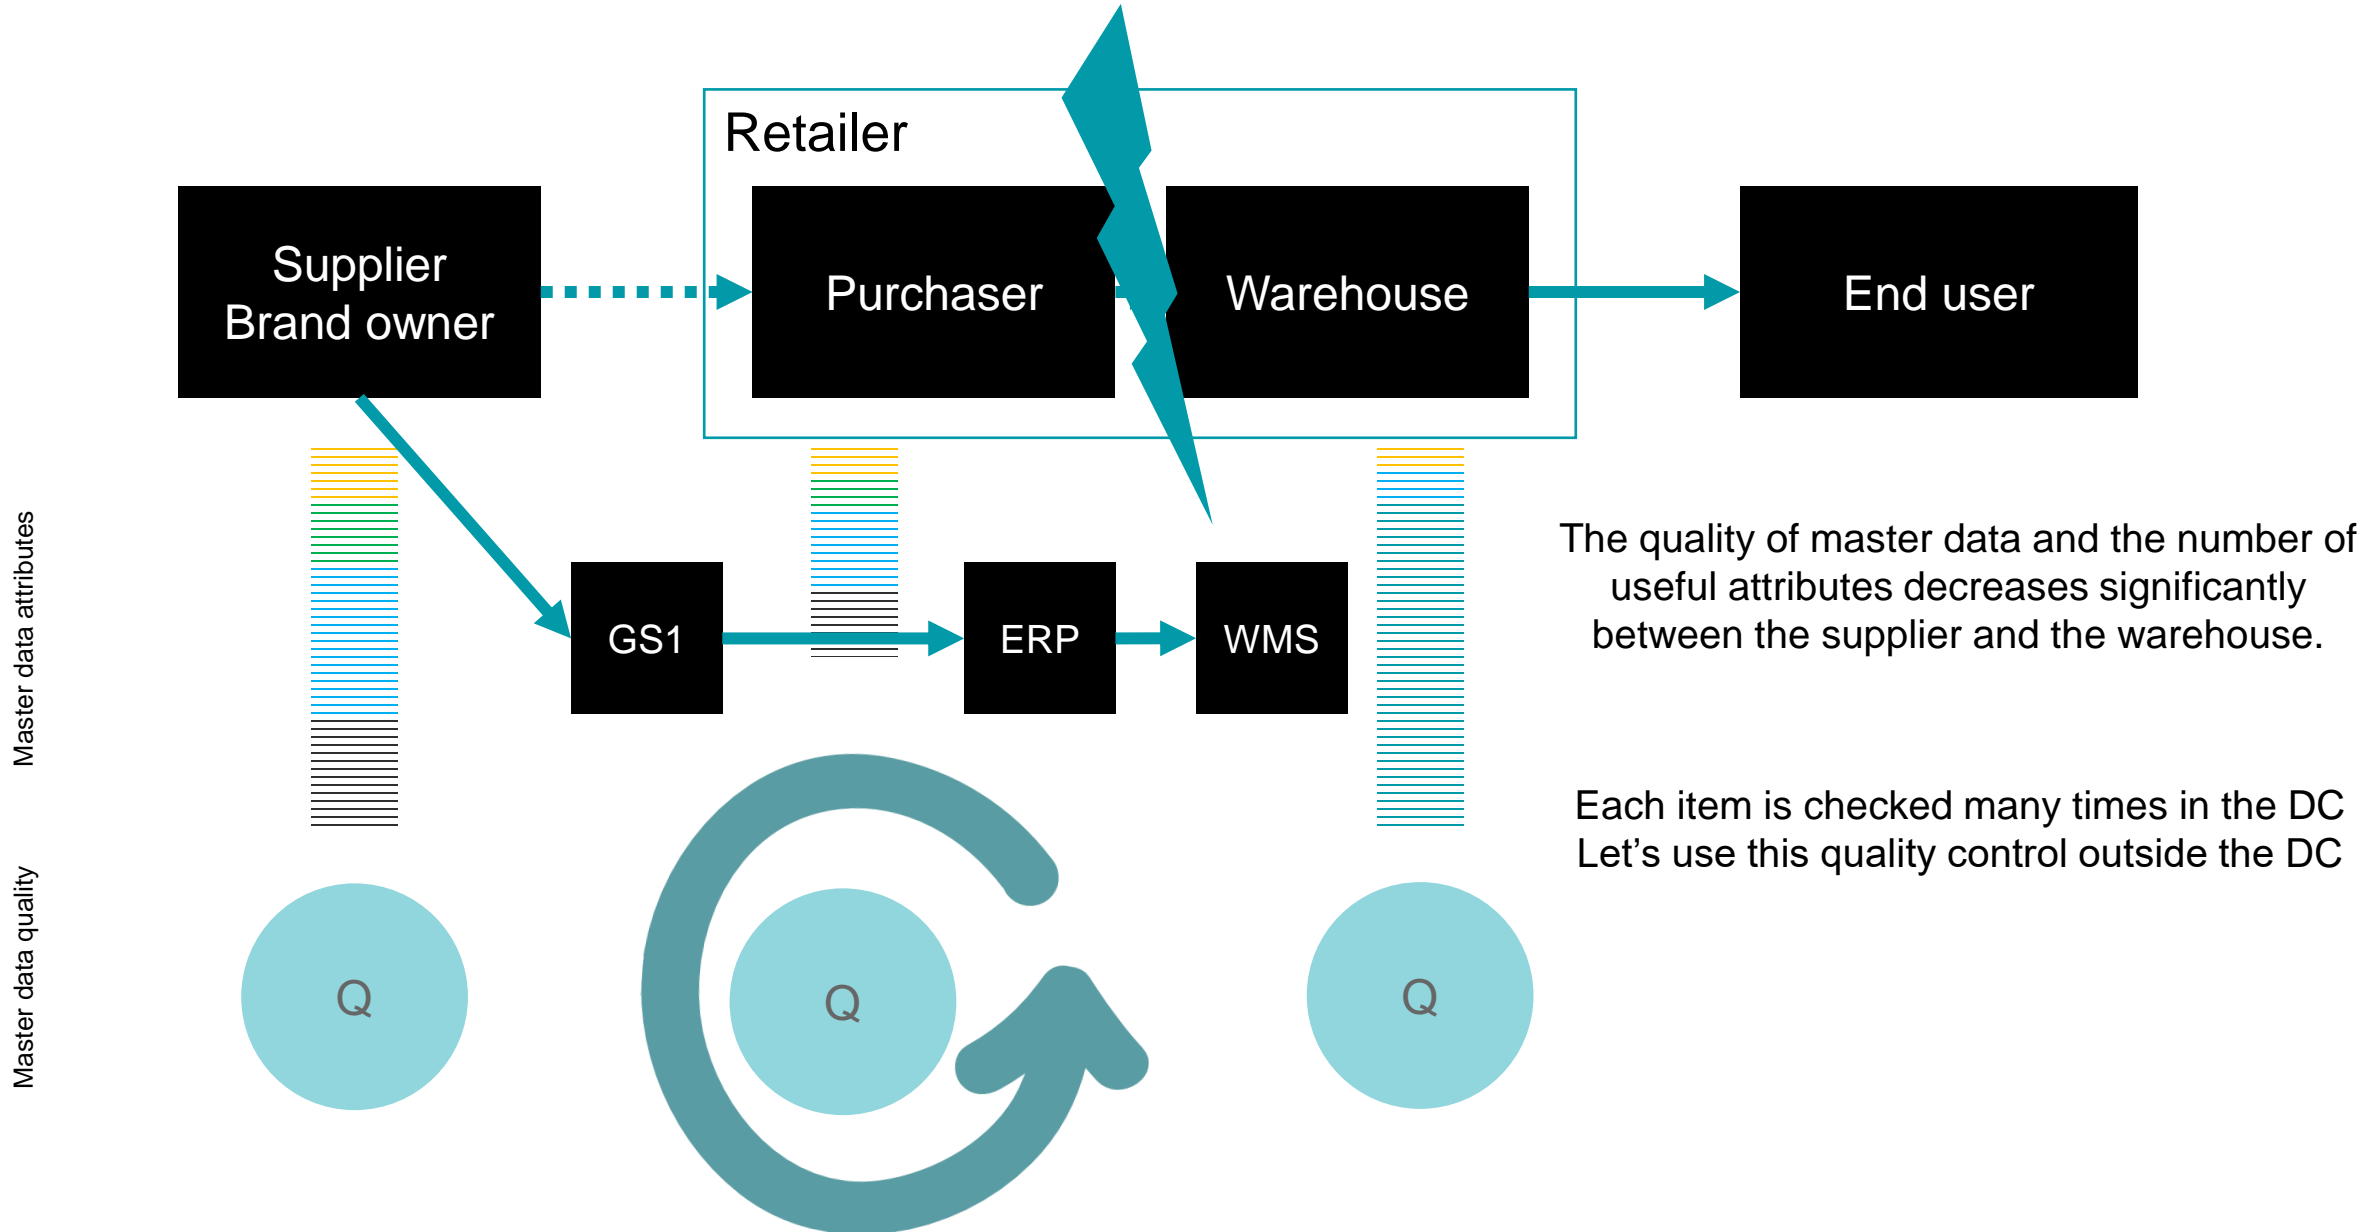 Retailer
Supplier
Brand owner
Purchaser
Warehouse
End user
Master data attributes
GS1
ERP
WMS
The quality of master data and the number of
useful attributes decreases significantly
between the supplier and the warehouse.
Each item is checked many times in the DC
Let’s use this quality control outside the DC
Master data quality
Q
Q
Q